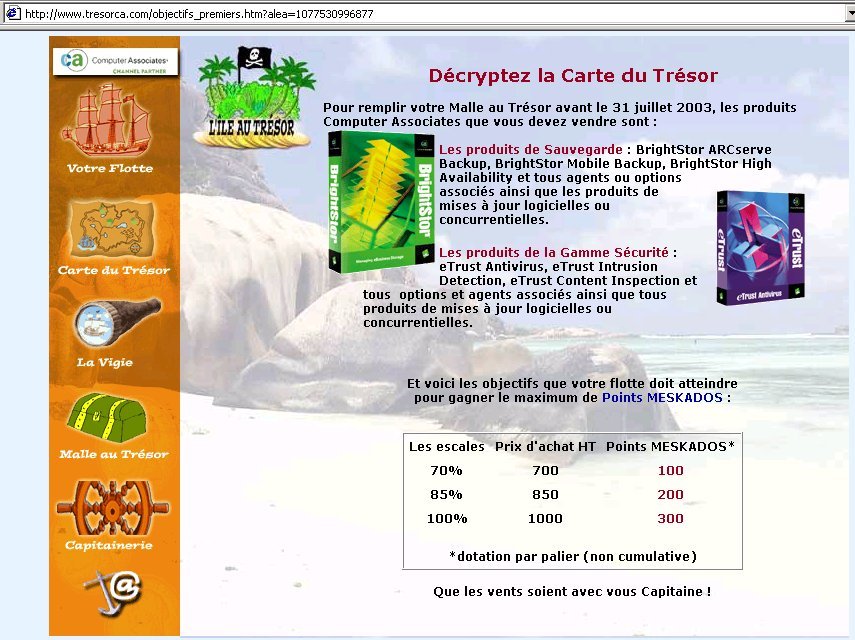 http://www.tresorca.com/objectifs_premiers.htm?alea=1077530996877
ca Computer Associates
CHANNEL PARTNER
Votre Flotte
Carte du Trésor
La Vigie
Malle au Trésor
Capitainerie
@
L'ILE AU TRESOR
Décryptez la Carte du Trésor
Pour remplir votre Malle au Trésor avant le 31 juillet 2003, les produits
Computer Associates que vous devez vendre sont :
BrightStor
BrightStor
Managing eBusiness Storage
Les produits de Sauvegarde : BrightStor ARCserve
Backup, BrightStor Mobile Backup, BrightStor High
Availability et tous agents ou options
associés ainsi que les produits de
mises à jour logicielles ou
concurrentielles.
eTrust
eTrust
eTrust Antivirus
Les produits de la Gamme Sécurité :
eTrust Antivirus, eTrust Intrusion
Detection, eTrust Content Inspection et
tous options et agents associés ainsi que tous
produits de mises à jour logicielles ou
concurrentielles.
Et voici les objectifs que votre flotte doit atteindre
pour gagner le maximum de Points MESKADOS :
Les escales Prix d'achat HT Points MESKADOS*
70% 700 100
85% 850 200
100% 1000 300
*dotation par palier (non cumulative)
Que les vents soient avec vous Capitaine !